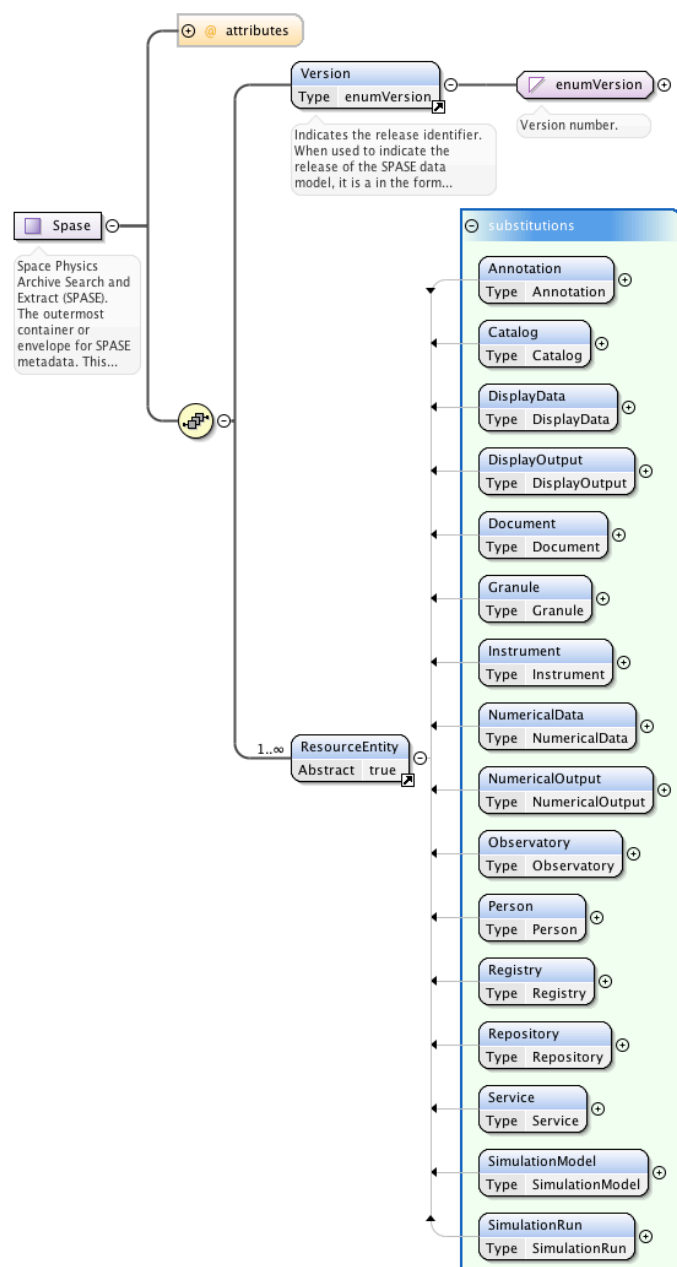 @ attributes
Version
Type enumVersion
enumVersion
Indicates the release identifier.
When used to indicate the
release of the SPASE data
model, it is a in the form...
Version number.
Spase
Space Physics
Archive Search and
Extract (SPASE).
The outermost
container or
envelope for SPASE
metadata. This...
substitutions
Annotation
Type Annotation
Catalog
Type Catalog
DisplayData
Type DisplayData
DisplayOutput
Type DisplayOutput
Document
Type Document
Granule
Type Granule
Instrument
Type Instrument
NumericalData
Type NumericalData
1..∞
ResourceEntity
Abstract true
NumericalOutput
Type NumericalOutput
Observatory
Type Observatory
Person
Type Person
Registry
Type Registry
Repository
Type Repository
Service
Type Service
SimulationModel
Type SimulationModel
SimulationRun
Type SimulationRun